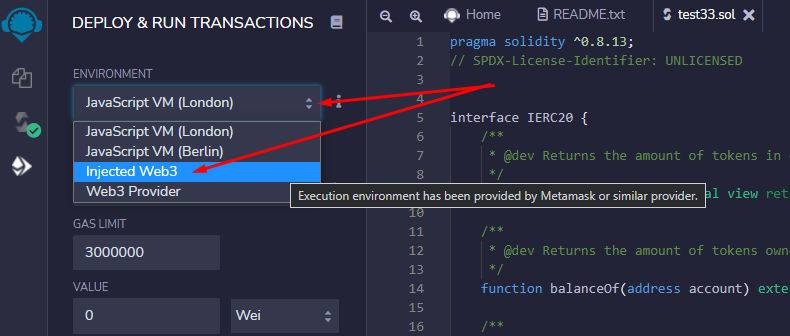 DEPLOY & RUN TRANSACTIONS
ENVIRONMENT
JavaScript VM (London)
JavaScript VM (London)
JavaScript VM (Berlin)
Injected Web3
Web3 Provider
Execution environment has been provided by Metamask or similar provider.
GAS LIMIT
3000000
VALUE
0
Wei
Home
README.txt
test33.sol
1 pragma solidity ^0.8.13;
2 // SPDX-License-Identifier: UNLICENSED
3
4
5 interface IERC20 {
6 /**
7 * @dev Returns the amount of tokens in
8 */
al view ret
10
11 /**
12 * @dev Returns the amount of tokens own
13 */
14 function balanceOf(address account) exte
15
16 /**